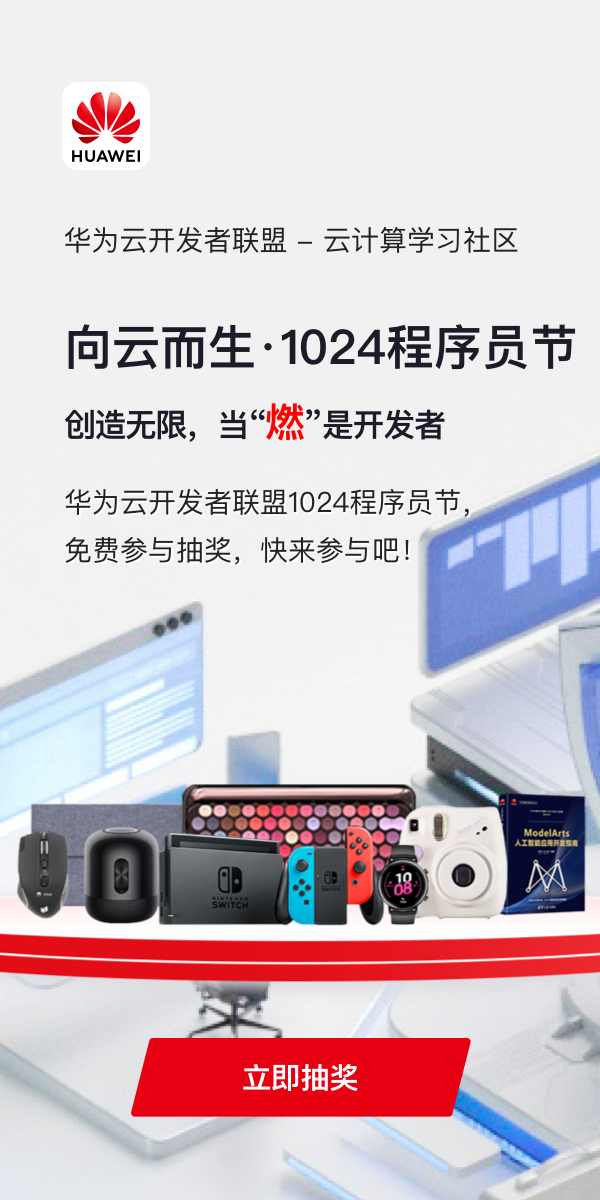 HUAWEI
华为云开发者联盟 – 云计算学习社区
向云而生·1024程序员节
创造无限，当“燃”是开发者
华为云开发者联盟1024程序员节，
免费参与抽奖，快来参与吧！
NINTENDO
SWITCH
10
08
ModelArts
人工智能应用开发指南
立即抽奖